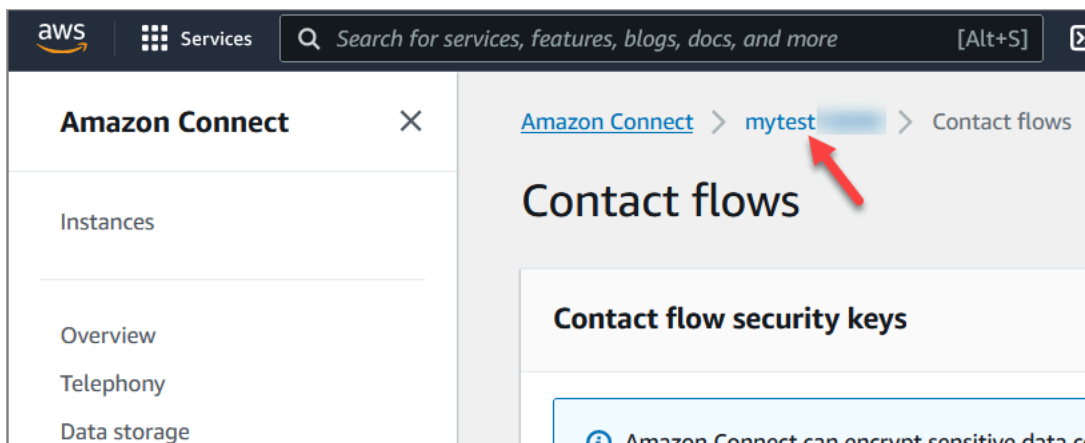 aws Services Search for services, features, blogs, docs, and more [Alt+S]
Amazon Connect
Amazon Connect > mytest > Contact flows
Contact flows
Instances
Contact flow security keys
Overview
Telephony
Data storage
Amazon Connect can encrypt sensitive data